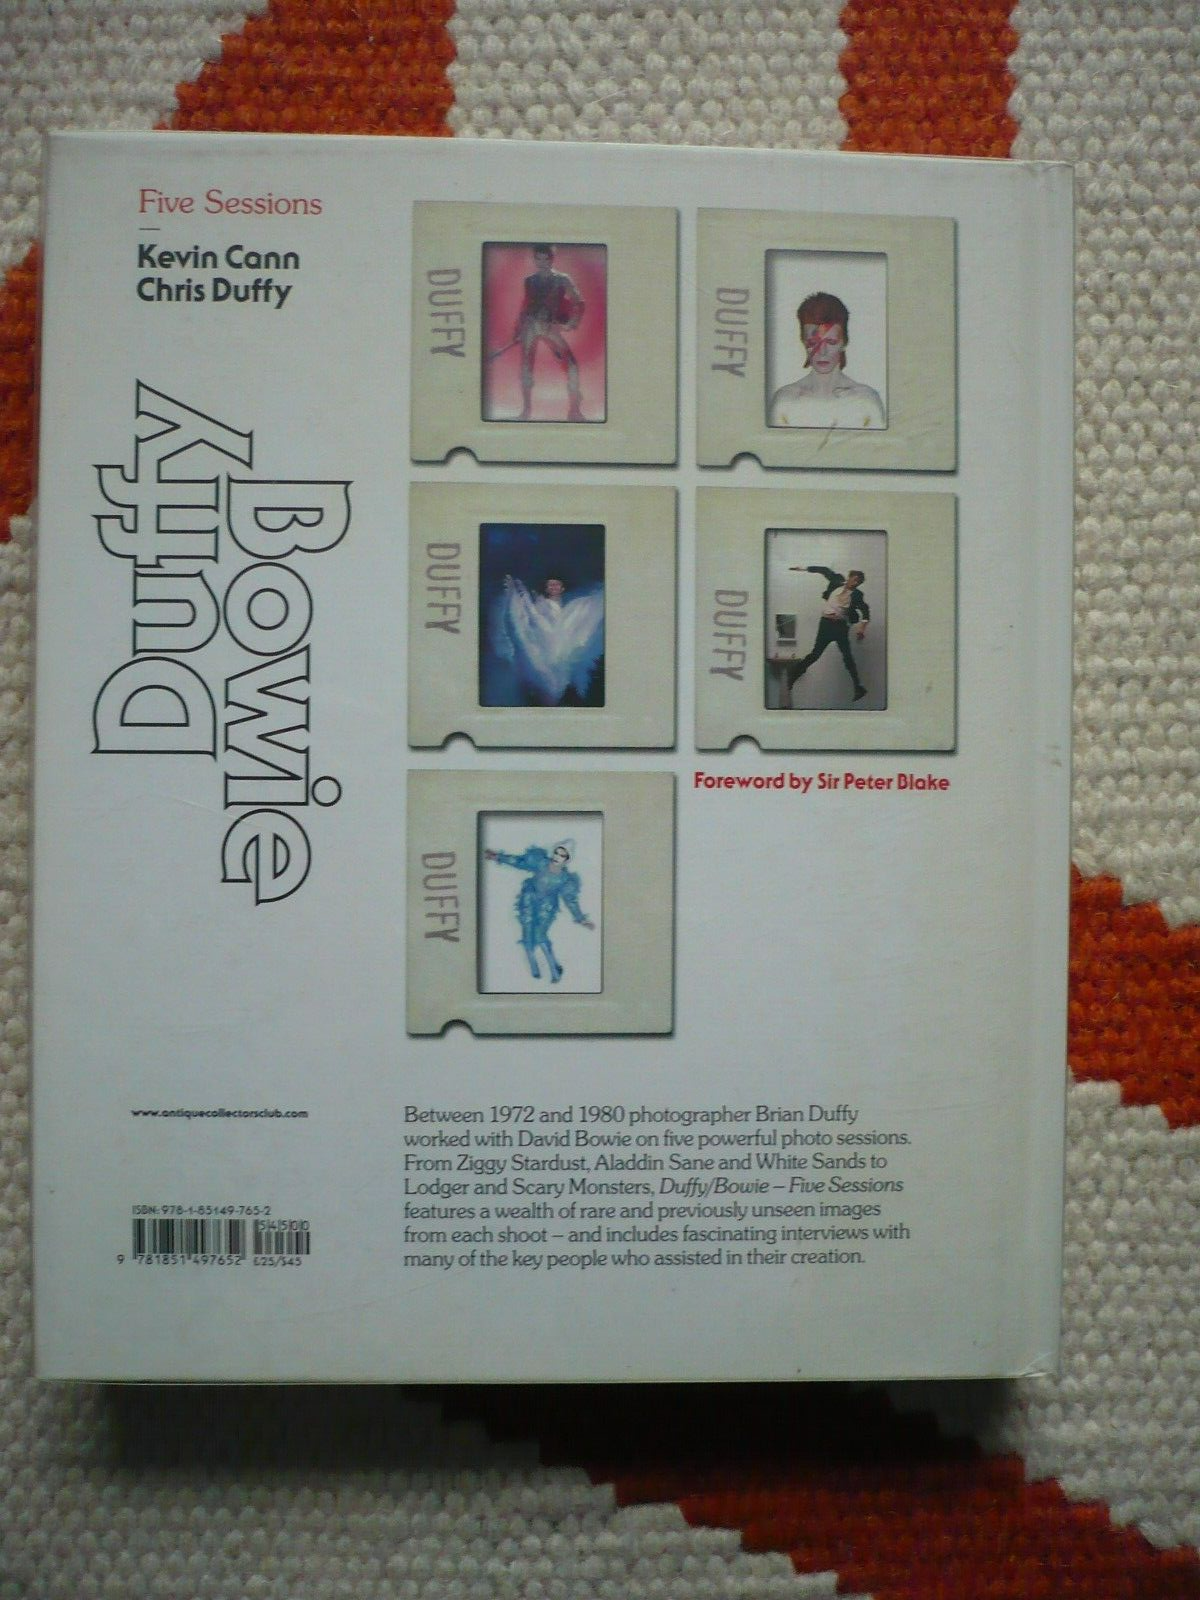 Five Sessions
Kevin Cann
Chris Duffy
Duffy
Bowie
DUFFY
DUFFY
DUFFY
DUFFY
Foreword by Sir Peter Blake
DUFFY
www.antiquecollectorsclub.com
Between 1972 and 1980 photographer Brian Duffy
worked with David Bowie on five powerful photo sessions.
From Ziggy Stardust, Aladdin Sane and White Sands to
Lodger and Scary Monsters, Duffy/Bowie – Five Sessions
features a wealth of rare and previously unseen images
from each shoot – and includes fascinating interviews with
many of the key people who assisted in their creation.
ISBN: 978-1-85149-765-2
54500
9 781851 497652
£25/$45